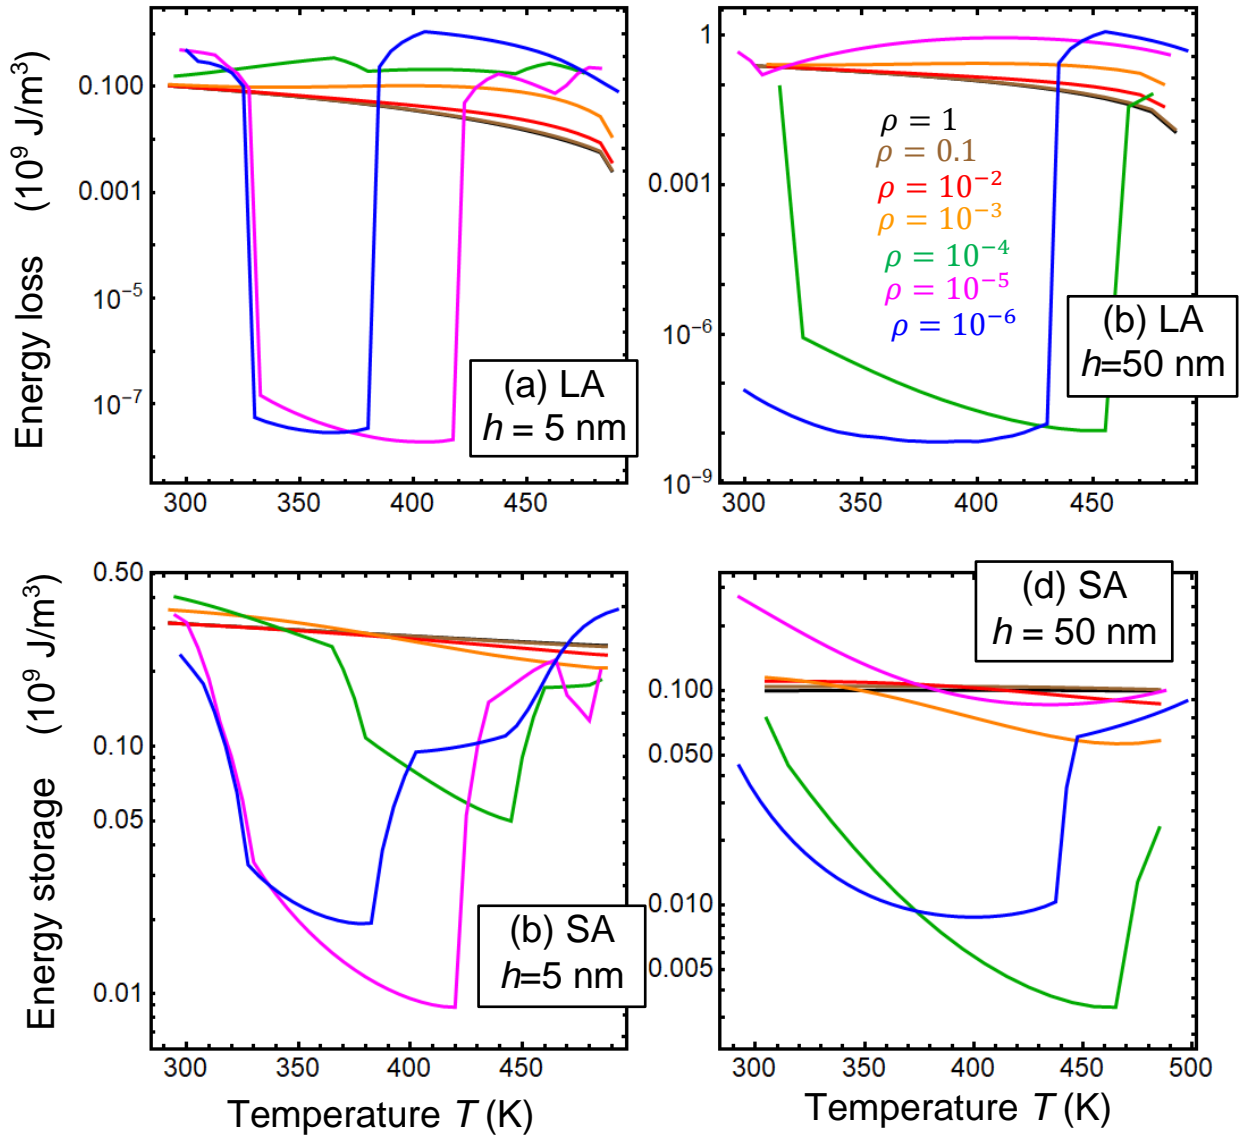 Energy loss (10⁹ J/m³)
0.100
0.001
10⁻⁵
10⁻⁷
300 350 400 450
(a) LA
h = 5 nm
1
0.001
10⁻⁶
10⁻⁹
300 350 400 450
ρ = 1
ρ = 0.1
ρ = 10⁻²
ρ = 10⁻³
ρ = 10⁻⁴
ρ = 10⁻⁵
ρ = 10⁻⁶
(b) LA
h=50 nm
Energy storage (10⁹ J/m³)
0.50
0.10
0.05
0.01
300 350 400 450
(b) SA
h=5 nm
Temperature T (K)
0.100
0.050
0.010
0.005
300 350 400 450 500
(d) SA
h = 50 nm
Temperature T (K)